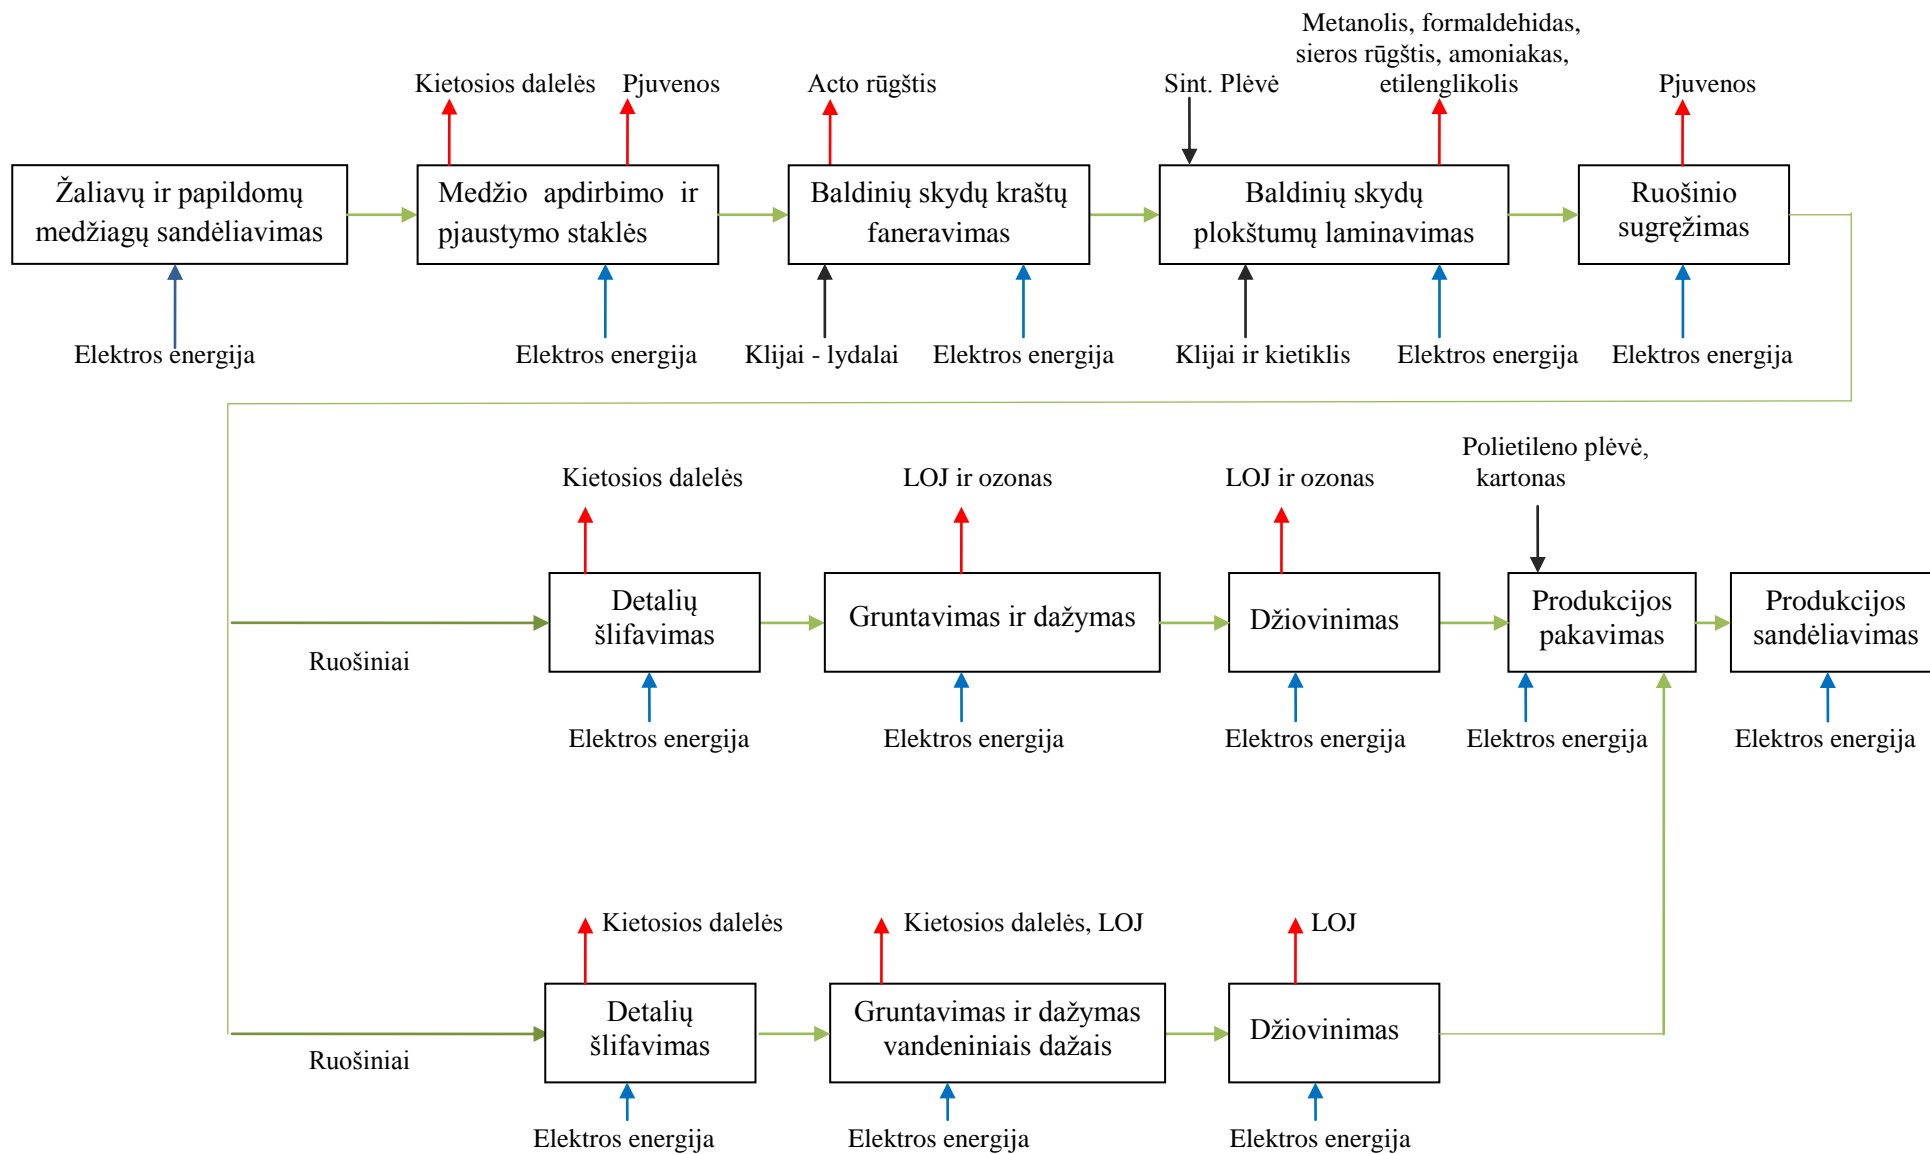 Metanolis, formaldehidas,
sieros rūgštis, amoniakas,
etilenglikolis
Kietosios dalelės
Pjuvenos
Acto rūgštis
Sint. Plėvė
Pjuvenos
Žaliavų ir papildomų
medžiagų sandėliavimas
Medžio apdirbimo ir
pjaustymo staklės
Baldinių skydų kraštų
faneravimas
Baldinių skydų
plokštumų laminavimas
Ruošinio
sugręžimas
Elektros energija
Elektros energija
Klijai - lydalai
Elektros energija
Klijai ir kietiklis
Elektros energija
Elektros energija
Kietosios dalelės
LOJ ir ozonas
LOJ ir ozonas
Polietileno plėvė,
kartonas
Ruošiniai
Detalių
šlifavimas
Gruntavimas ir dažymas
Džiovinimas
Produkcijos
pakavimas
Produkcijos
sandėliavimas
Elektros energija
Elektros energija
Elektros energija
Elektros energija
Elektros energija
Kietosios dalelės
Kietosios dalelės, LOJ
LOJ
Ruošiniai
Detalių
šlifavimas
Gruntavimas ir dažymas
vandeniniais dažais
Džiovinimas
Elektros energija
Elektros energija
Elektros energija